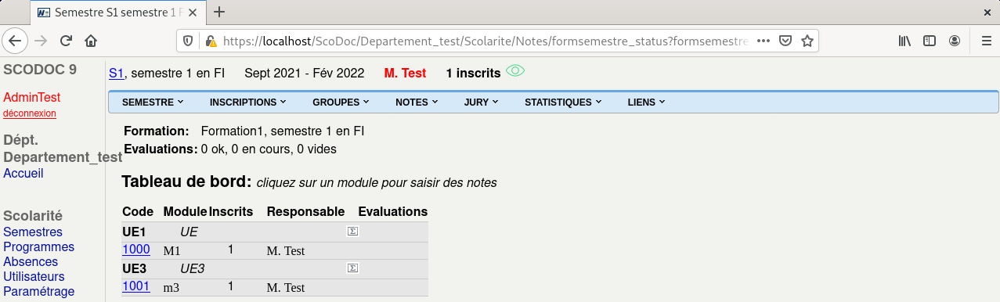 Semestre S1 semestre 1
https://localhost/ScoDoc/Departement_test/Scolarite/Notes/formsemestre_status?formsemestre
SCODOC 9
AdminTest
déconnexion
Dépt.
Departement_test
Accueil
Scolarité
Semestres
Programmes
Absences
Utilisateurs
Paramétrage
S1, semestre 1 en FI Sept 2021 - Fév 2022 M. Test 1 inscrits
SEMESTRE INSCRIPTIONS GROUPES NOTES JURY STATISTIQUES LIENS
Formation: Formation1, semestre 1 en FI
Evaluations: 0 ok, 0 en cours, 0 vides
Tableau de bord: cliquez sur un module pour saisir des notes
Code Module Inscrits Responsable Evaluations
UE1 UE Σ
1000 M1 1 M. Test
UE3 UE3 Σ
1001 m3 1 M. Test